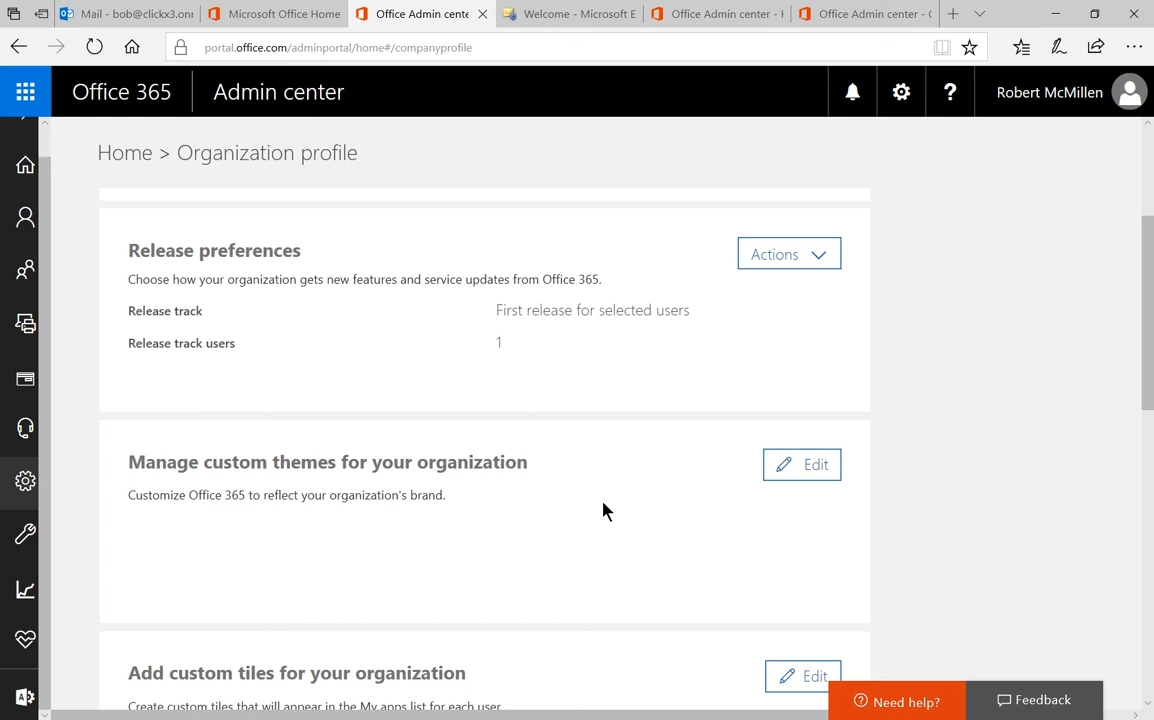 Mail - bob@clickx3.onr
Microsoft Office Home
Office Admin cente
Welcome - Microsoft E
Office Admin center - H
Office Admin center - C
portal.office.com/adminportal/home#/companyprofile
Office 365
Admin center
Robert McMillen
Home > Organization profile
Release preferences
Actions
Choose how your organization gets new features and service updates from Office 365.
Release track
First release for selected users
Release track users
1
Manage custom themes for your organization
Edit
Customize Office 365 to reflect your organization's brand.
Add custom tiles for your organization
Edit
Create custom tiles that will appear in the My apps list for each user
Need help?
Feedback